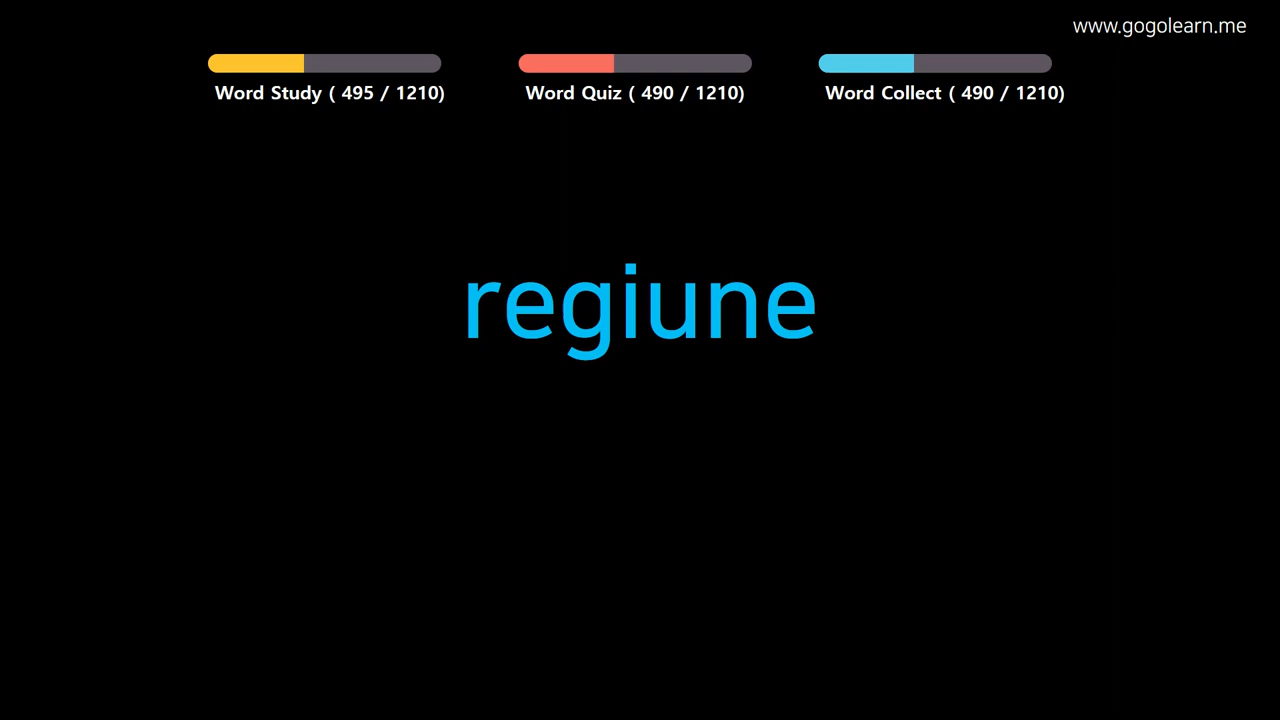 www.gogolearn.me
Word Study ( 495 / 1210)
Word Quiz ( 490 / 1210)
Word Collect ( 490 / 1210)
regiune